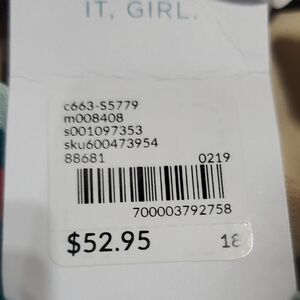 IT, GIRL.
c663-S5779
m008408
s001097353
sku600473954
88681 0219
700003792758
$52.95 18